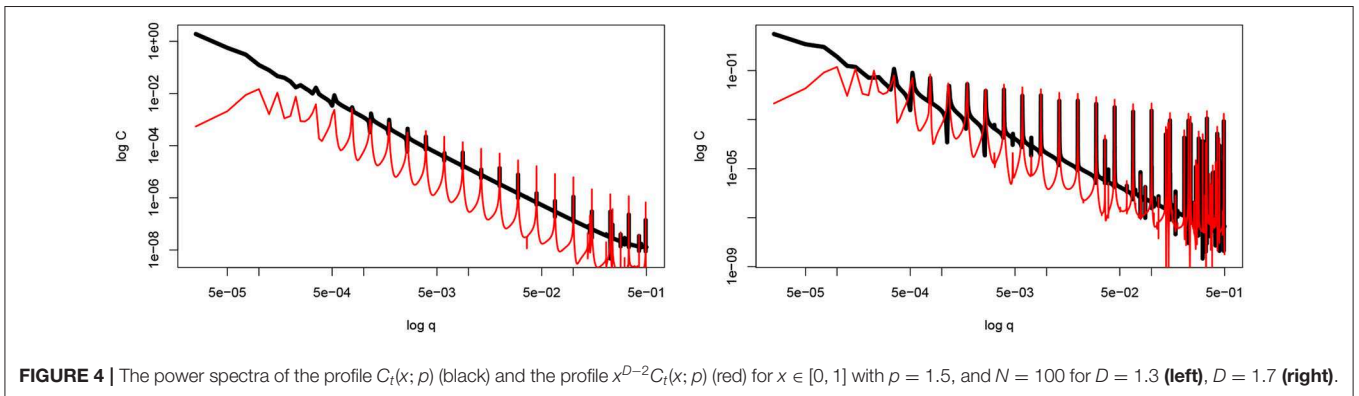 1e+00
1e-02
1e-04
1e-06
1e-08
log C
5e-05
5e-04
5e-03
5e-02
5e-01
log q
1e-01
1e-05
1e-09
log C
5e-05
5e-04
5e-03
5e-02
5e-01
log q
FIGURE 4 | The power spectra of the profile Cₜ(x; p) (black) and the profile xᴰ⁻²Cₜ(x; p) (red) for x ∈ [0, 1] with p = 1.5, and N = 100 for D = 1.3 (left), D = 1.7 (right).